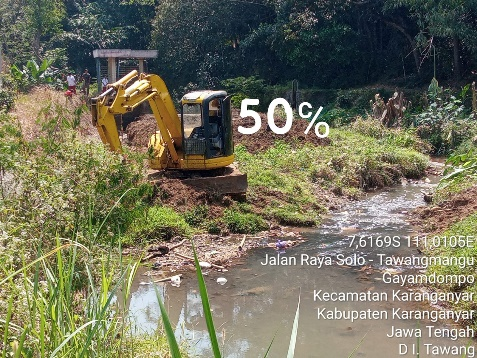 50%
7,6169S 111,0105E
Jalan Raya Solo - Tawangmangu
Gayamdompo
Kecamatan Karanganyar
Kabupaten Karanganyar
Jawa Tengah
D I. Tawang